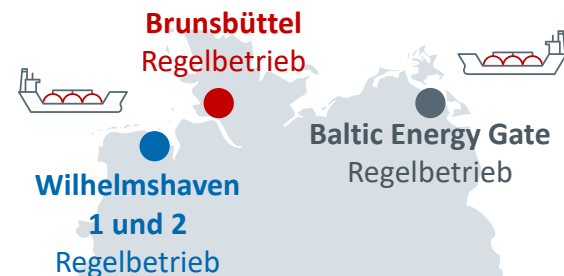 Brunsbüttel
Regelbetrieb
Baltic Energy Gate
Regelbetrieb
Wilhelmshaven
1 und 2
Regelbetrieb